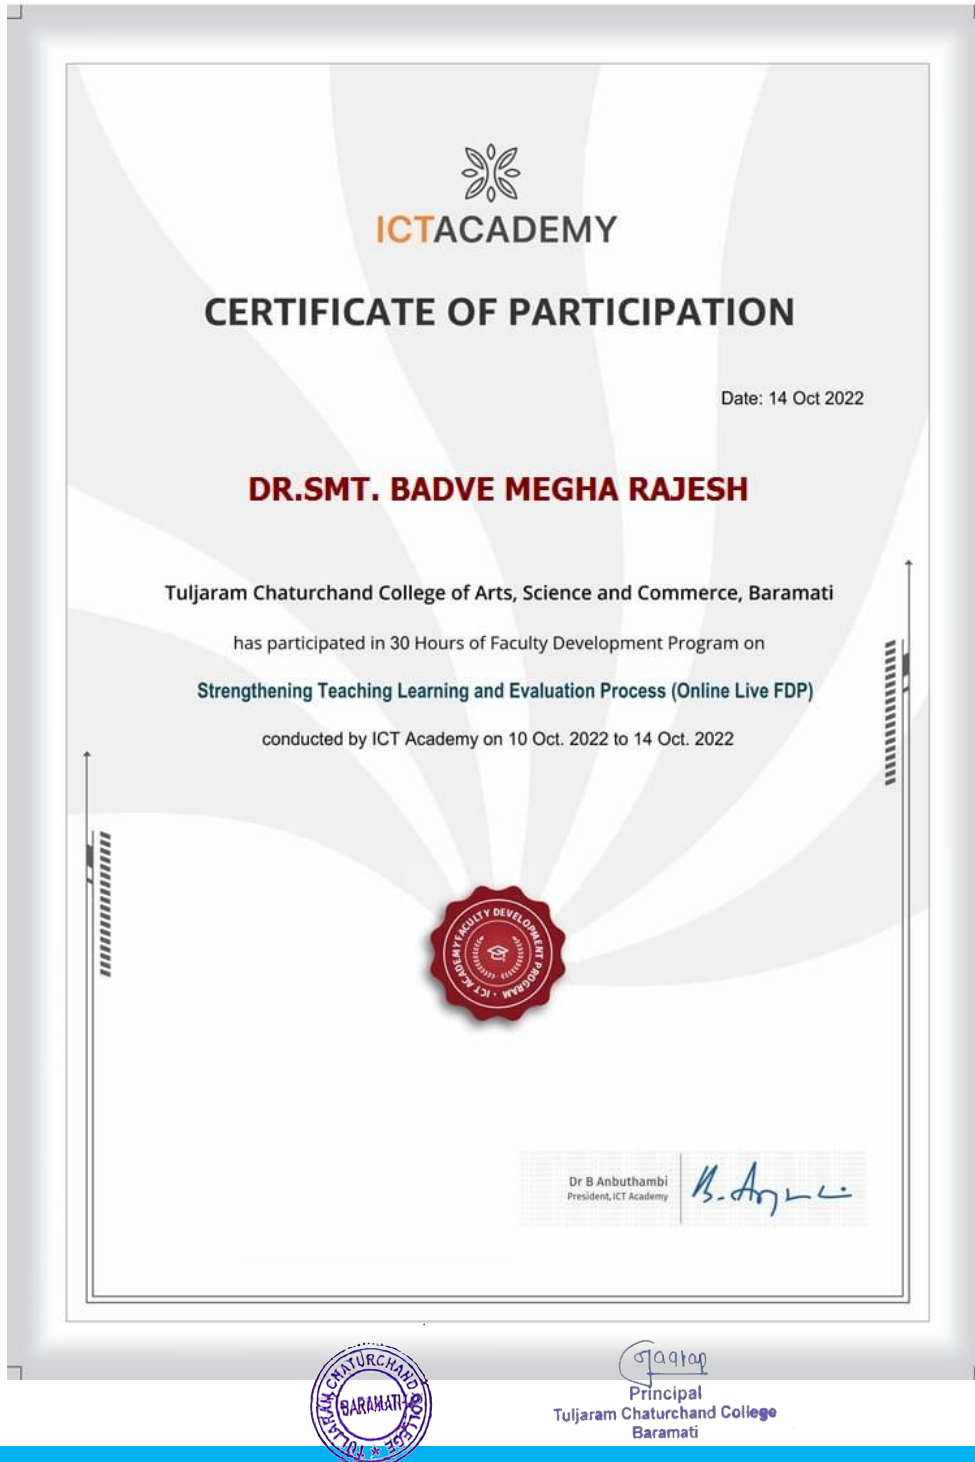 ICTACADEMY
CERTIFICATE OF PARTICIPATION
Date: 14 Oct 2022
DR.SMT. BADVE MEGHA RAJESH
Tuljaram Chaturchand College of Arts, Science and Commerce, Baramati
has participated in 30 Hours of Faculty Development Program on
Strengthening Teaching Learning and Evaluation Process (Online Live FDP)
conducted by ICT Academy on 10 Oct. 2022 to 14 Oct. 2022
FACULTY DEVELOPMENT PROGRAM • ICT ACADEMY
Dr B Anbuthambi
President, ICT Academy
TULJARAM CHATURCHAND COLLEGE
BARAMATI
Principal
Tuljaram Chaturchand College
Baramati